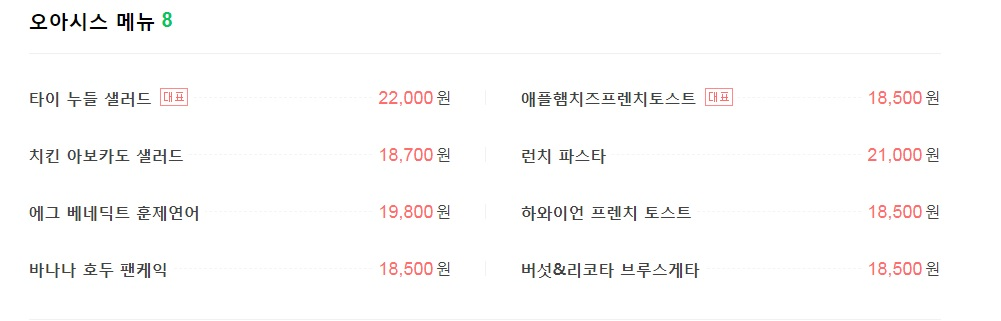 오아시스 메뉴 8
타이 누들 샐러드 대표 22,000원 애플햄치즈프렌치토스트 대표 18,500원
치킨 아보카도 샐러드 18,700원 런치 파스타 21,000원
에그 베네딕트 훈제연어 19,800원 하와이언 프렌치 토스트 18,500원
바나나 호두 팬케익 18,500원 버섯&리코타 브루스게타 18,500원